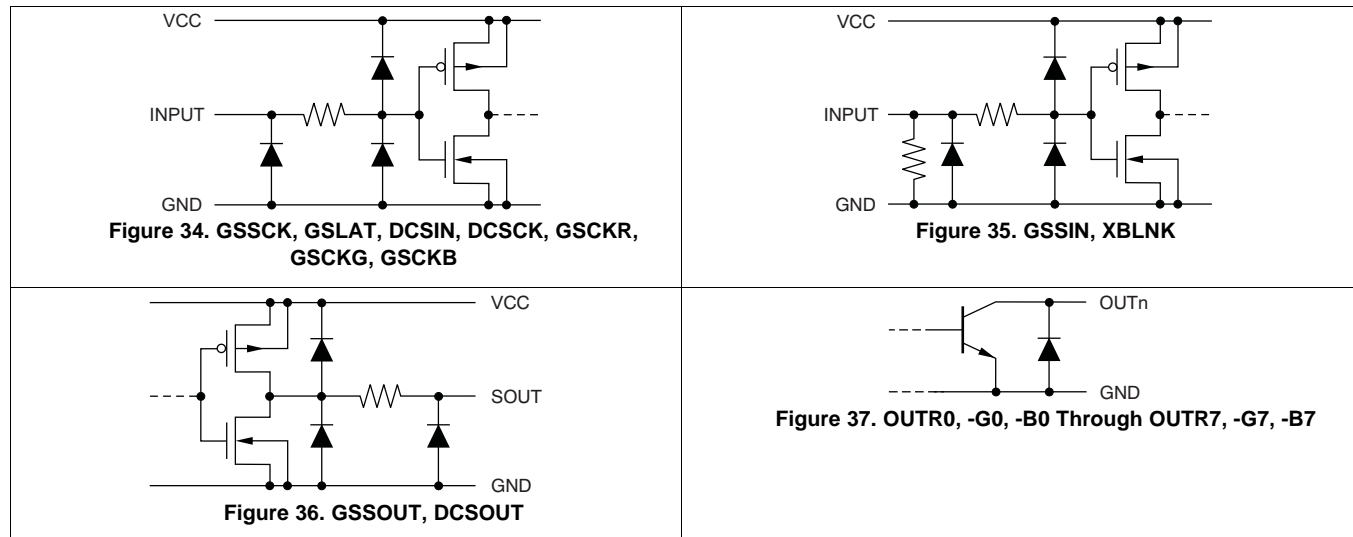 VCC
INPUT
GND
Figure 34. GSSCK, GSLAT, DCSIN, DCSCK, GSCKR,
GSCKG, GSCKB
VCC
INPUT
GND
Figure 35. GSSIN, XBLNK
VCC
SOUT
GND
Figure 36. GSSOUT, DCSOUT
OUTn
GND
Figure 37. OUTR0, -G0, -B0 Through OUTR7, -G7, -B7